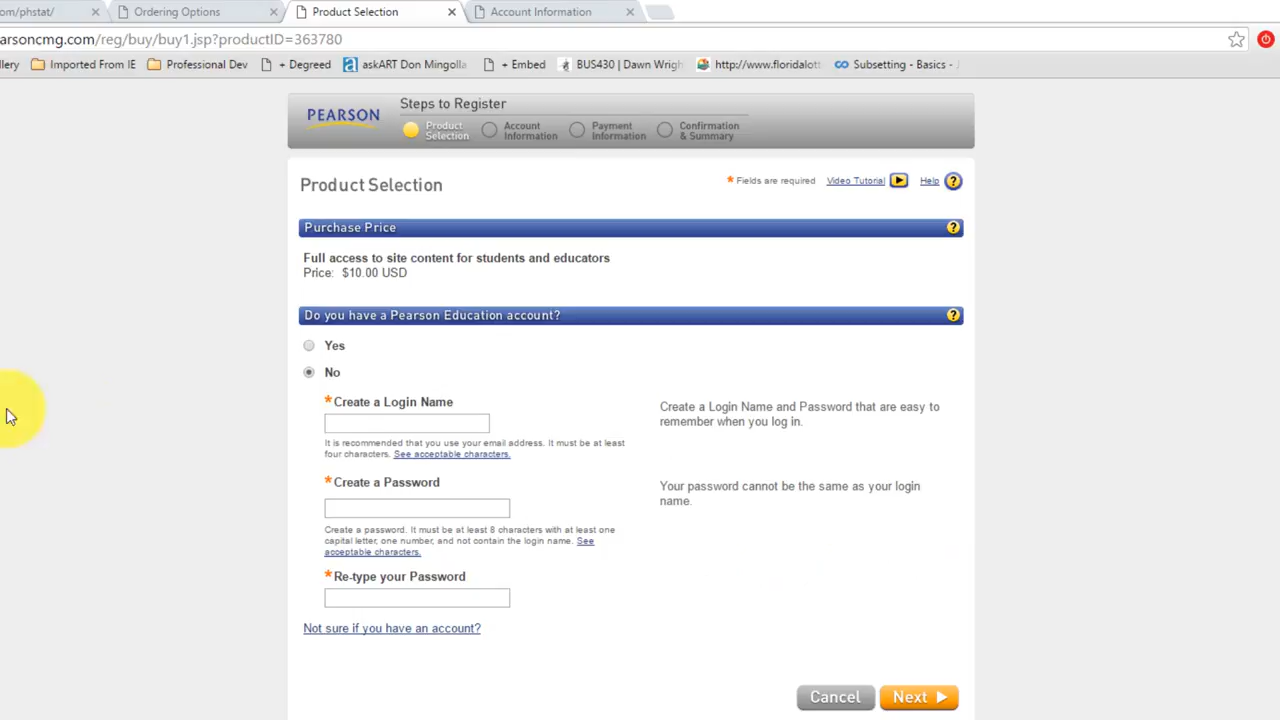 om/phstat/
Ordering Options
Product Selection
Account Information
arsoncmg.com/reg/buy/buy1.jsp?productID=363780
llery
Imported From IE
Professional Dev
+ Degreed
askART Don Mingolla
+ Embed
BUS430 | Dawn Wrigh
http://www.floridalott
Subsetting - Basics -
PEARSON
Steps to Register
Product
Selection
Account
Information
Payment
Information
Confirmation
& Summary
Product Selection
* Fields are required
Video Tutorial
Help ?
Purchase Price ?
Full access to site content for students and educators
Price: $10.00 USD
Do you have a Pearson Education account? ?
Yes
No
*Create a Login Name
It is recommended that you use your email address. It must be at least
four characters. See acceptable characters.
Create a Login Name and Password that are easy to
remember when you log in.
*Create a Password
Create a password. It must be at least 8 characters with at least one
capital letter, one number, and not contain the login name. See
acceptable characters.
Your password cannot be the same as your login
name.
*Re-type your Password
Not sure if you have an account?
Cancel
Next